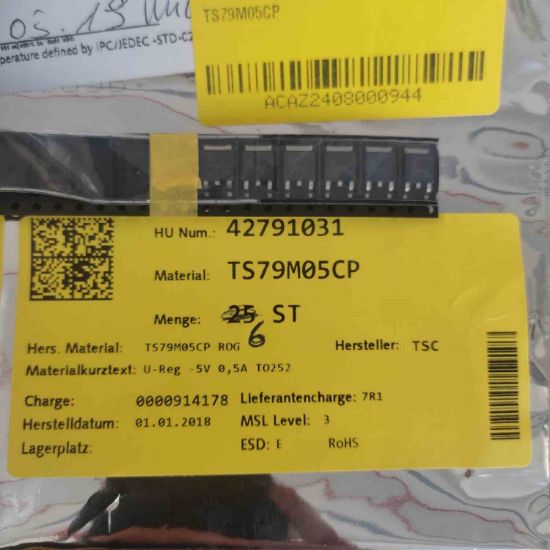 05.19
perature defined by IPC/JEDEC -STD-
TS79M05CP
ACAZ2408000944
HU Num.: 42791031
Material: TS79M05CP
Menge: 25 ST
6
Hers. Material: TS79M05CP ROG Hersteller: TSC
Materialkurztext: U-Reg -5V 0,5A TO252
Charge: 0000914178 Lieferantencharge: 7R1
Herstelldatum: 01.01.2018 MSL Level: 3
Lagerplatz: ESD: E RoHS